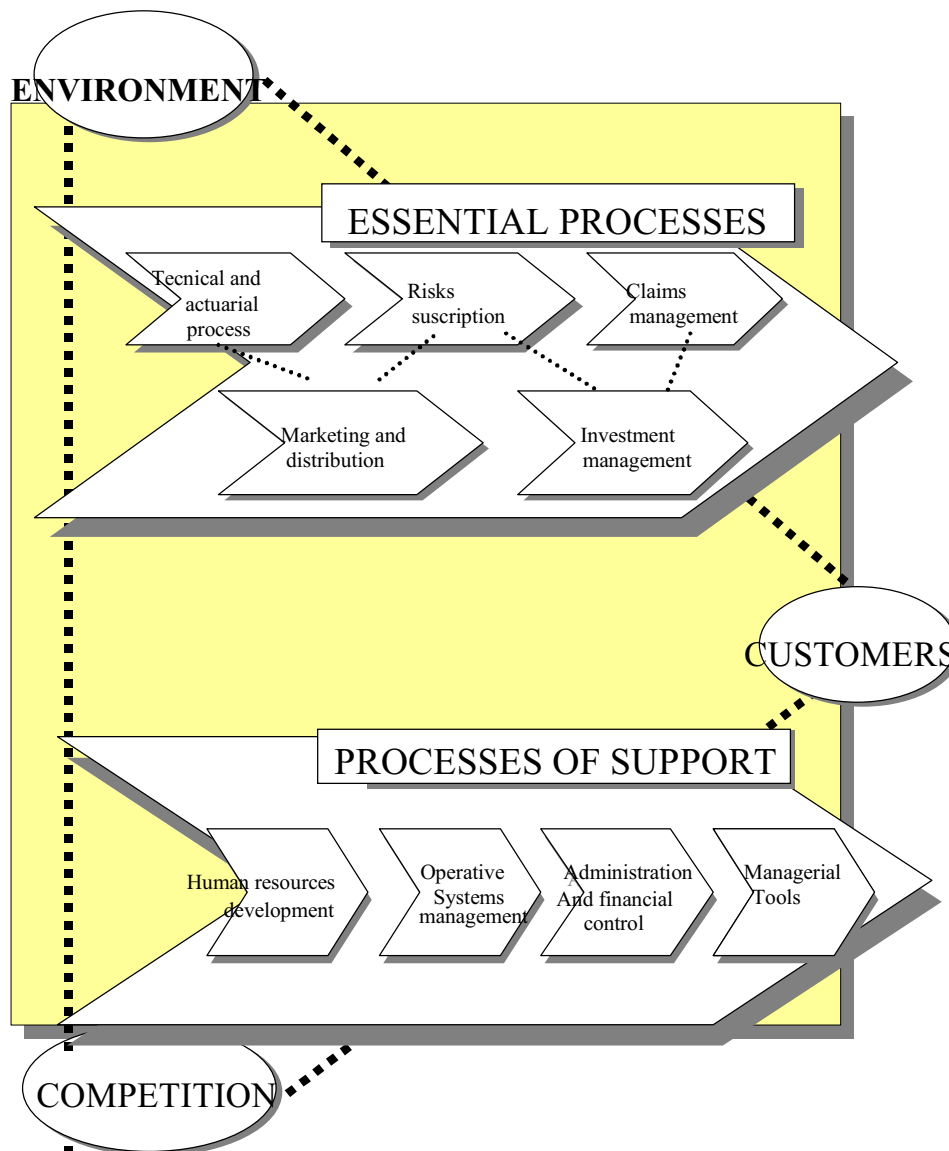 ENVIRONMENT
ESSENTIAL PROCESSES
Tecnical and
actuarial
process
Risks
suscription
Claims
management
Marketing and
distribution
Investment
management
CUSTOMERS
PROCESSES OF SUPPORT
Human resources
development
Operative
Systems
management
Administration
And financial
control
Managerial
Tools
COMPETITION